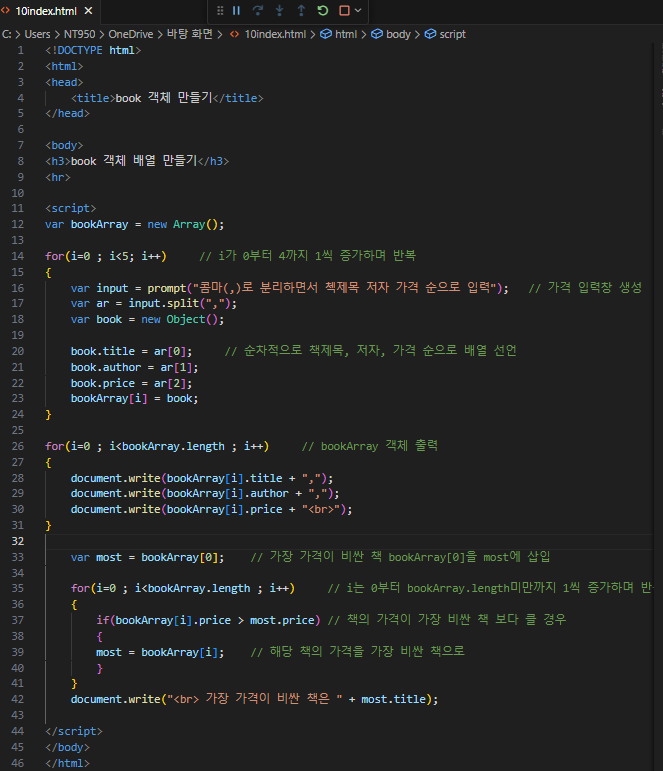 10index.html
C: > Users > NT950 > OneDrive > 바탕 화면 > 10index.html > html > body > script
1 <!DOCTYPE html>
2 <html>
3 <head>
4 <title>book 객체 만들기</title>
5 </head>
6
7 <body>
8 <h3>book 객체 배열 만들기</h3>
9 <hr>
10
11 <script>
12 var bookArray = new Array();
13
14 for(i=0 ; i<5; i++) // i가 0부터 4까지 1씩 증가하며 반복
15 {
16 var input = prompt("콤마(,)로 분리하면서 첵제목 저자 가격 순으로 입력"); // 가격 입력창 생성
17 var ar = input.split(",");
18 var book = new Object();
19
20 book.title = ar[0]; // 순차적으로 책제목, 저자, 가격 순으로 배열 선언
21 book.author = ar[1];
22 book.price = ar[2];
23 bookArray[i] = book;
24 }
25
26 for(i=0 ; i<bookArray.length ; i++) // bookArray 객체 출력
27 {
28 document.write(bookArray[i].title + ",");
29 document.write(bookArray[i].author + ",");
30 document.write(bookArray[i].price + "<br>");
31 }
32
33 var most = bookArray[0]; // 가장 가격이 비싼 책 bookArray[0]을 most에 삽입
34
35 for(i=0 ; i<bookArray.length ; i++) // i는 0부터 bookArray.length미만까지 1씩 증가하며 반
36 {
37 if(bookArray[i].price > most.price) // 책의 가격이 가장 비싼 책 보다 클 경우
38 {
39 most = bookArray[i]; // 해당 책의 가격을 가장 비싼 책으로
40 }
41 }
42 document.write("<br> 가장 가격이 비싼 책은 " + most.title);
43
44 </script>
45 </body>
46 </html>